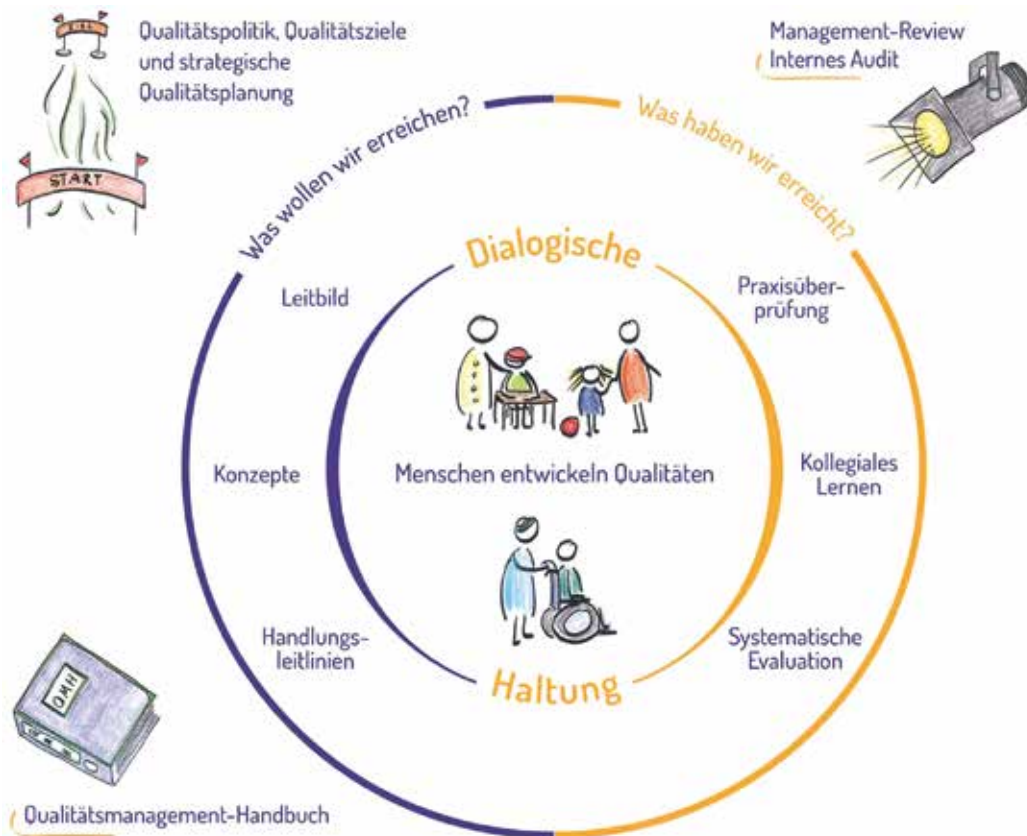 ZIEL
START
Qualitätspolitik, Qualitätsziele
und strategische
Qualitätsplanung
Management-Review
Internes Audit
Was wollen wir erreichen?
Was haben wir erreicht?
Dialogische
Leitbild
Praxisüber-
prüfung
Konzepte
Menschen entwickeln Qualitäten
Kollegiales
Lernen
Handlungs-
leitlinien
Systematische
Evaluation
Haltung
QMH
Qualitätsmanagement-Handbuch